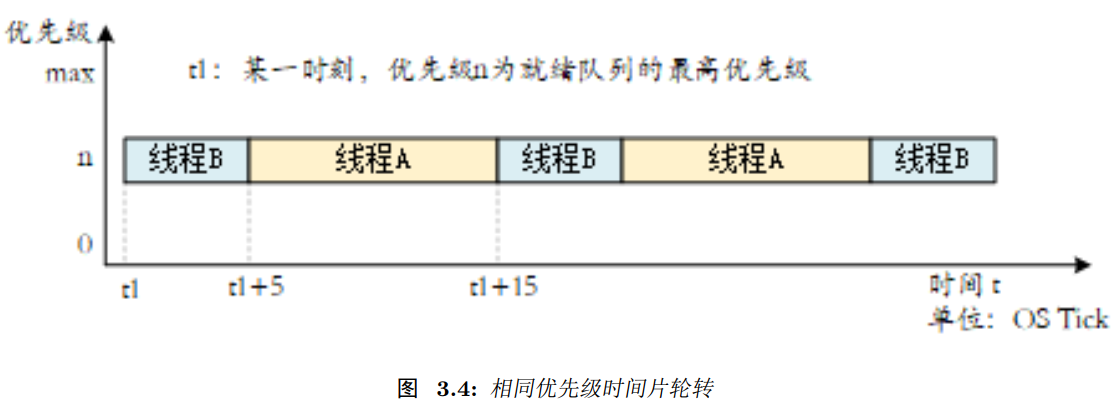 优先级
max
t1：某一时刻，优先级n为就绪队列的最高优先级
n
线程B 线程A 线程B 线程A 线程B
0
t1 t1+5 t1+15 时间 t
单位：OS Tick
图 3.4: 相同优先级时间片轮转